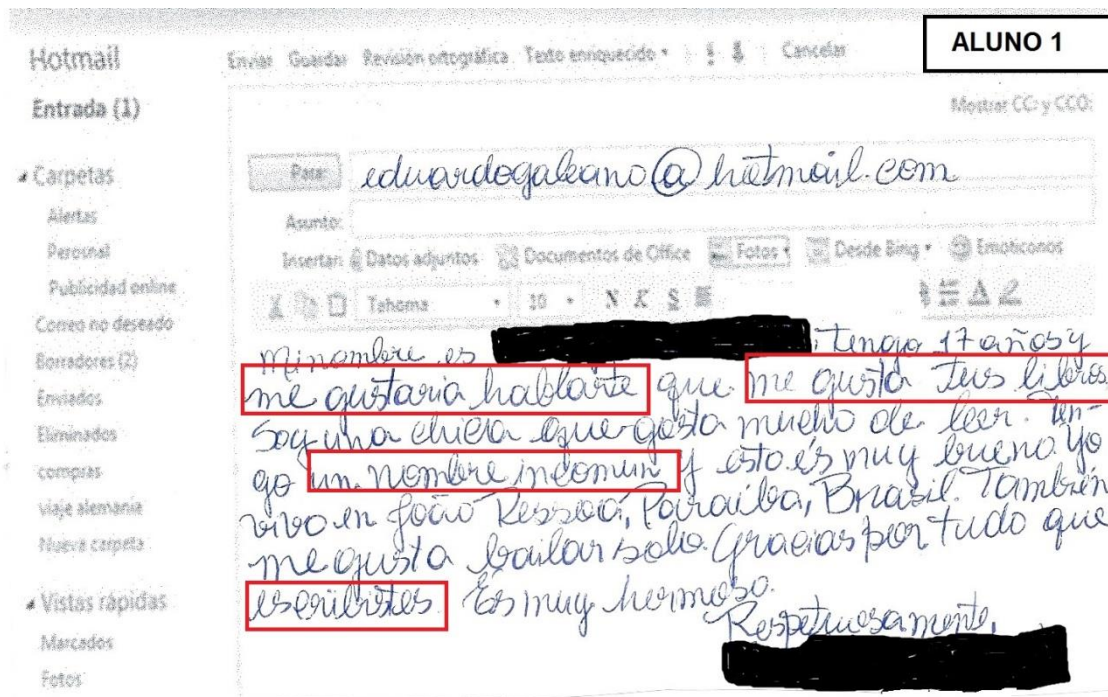 ALUNO 1
Hotmail
Enviar Guardar Revisión ortográfica Texto enriquecido Cancelar
Entrada (1)
Mostrar CC: y CCO:
Carpetas
Para: eduardogaleano@hotmail.com
Alertas
Asunto:
Perosnal
Insertar: Datos adjuntos Documentos de Office Fotos Desde Bing Emoticonos
Publicidad online
Tahoma 10 N K S A
Correo no deseado
Borradores (2)
Enviados
Eliminados
compras
viaje alemania
Nueva carpeta
Vistas rápidas
Marcados
Fotos
Mi nombre es Tengo 17 años y
me gustaria hablarte que me gusta tus libros.
Soy una chica que gosta mucho de leer. Ten-
go un nombre incomun y esto és muy bueno. Yo
vivo en João Pessoa, Paraíba, Brasil. También
me gusta bailar solo. Gracias por tudo que
escribistes. Es muy hermoso.
Respetuosamente,